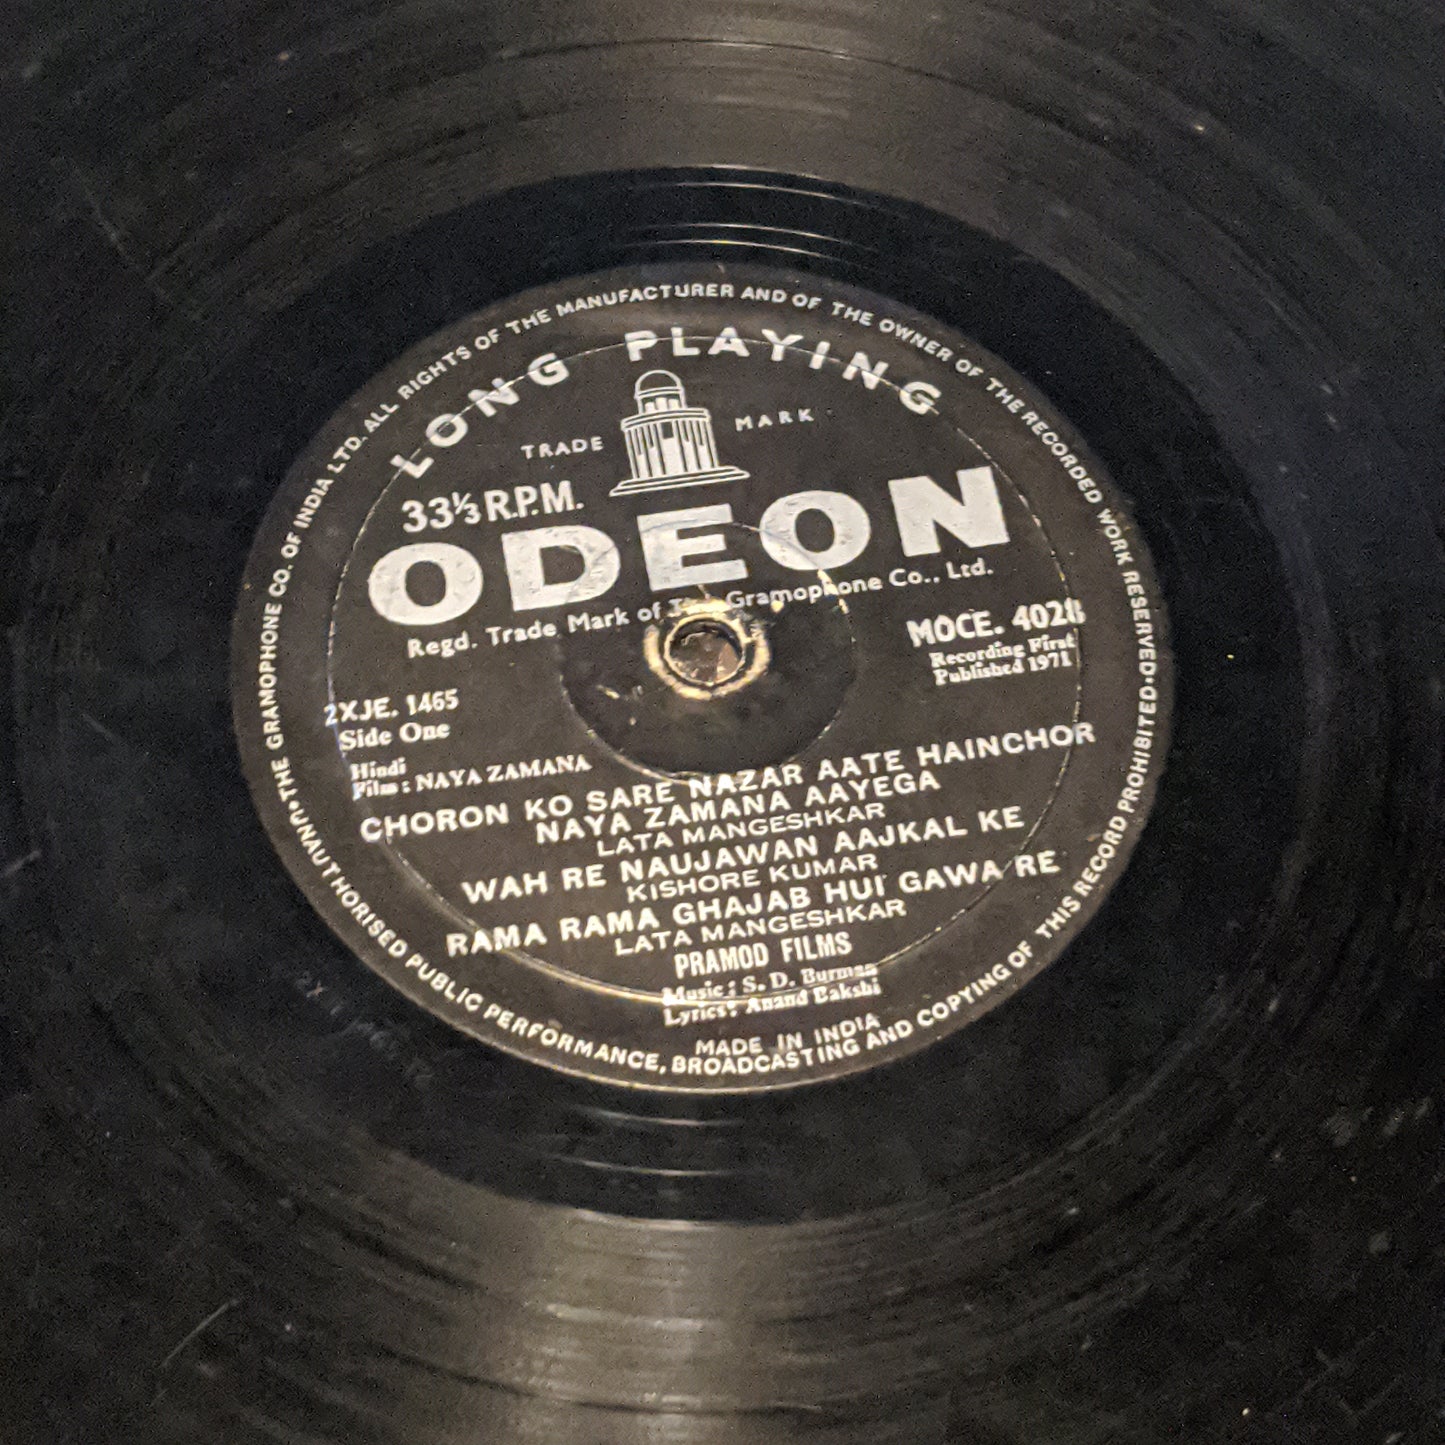 •THE GRAMOPHONE CO. OF INDIA LTD. ALL RIGHTS OF THE MANUFACTURER AND OF THE OWNER OF THE RECORDED WORK RESERVED•
LONG PLAYING
TRADE MARK
33⅓ R.P.M.
ODEON
Regd. Trade Mark of The Gramophone Co., Ltd.
MOCE. 4028
Recording First
Published 1971
2XJE. 1465
Side One
Hindi
Film : NAYA ZAMANA
CHORON KO SARE NAZAR AATE HAINCHOR
NAYA ZAMANA AAYEGA
LATA MANGESHKAR
WAH RE NAUJAWAN AAJKAL KE
KISHORE KUMAR
RAMA RAMA GHAJAB HUI GAWA RE
LATA MANGESHKAR
PRAMOD FILMS
Music : S. D. Burman
Lyrics : Anand Bakshi
MADE IN INDIA
UNAUTHORISED PUBLIC PERFORMANCE, BROADCASTING AND COPYING OF THIS RECORD PROHIBITED•